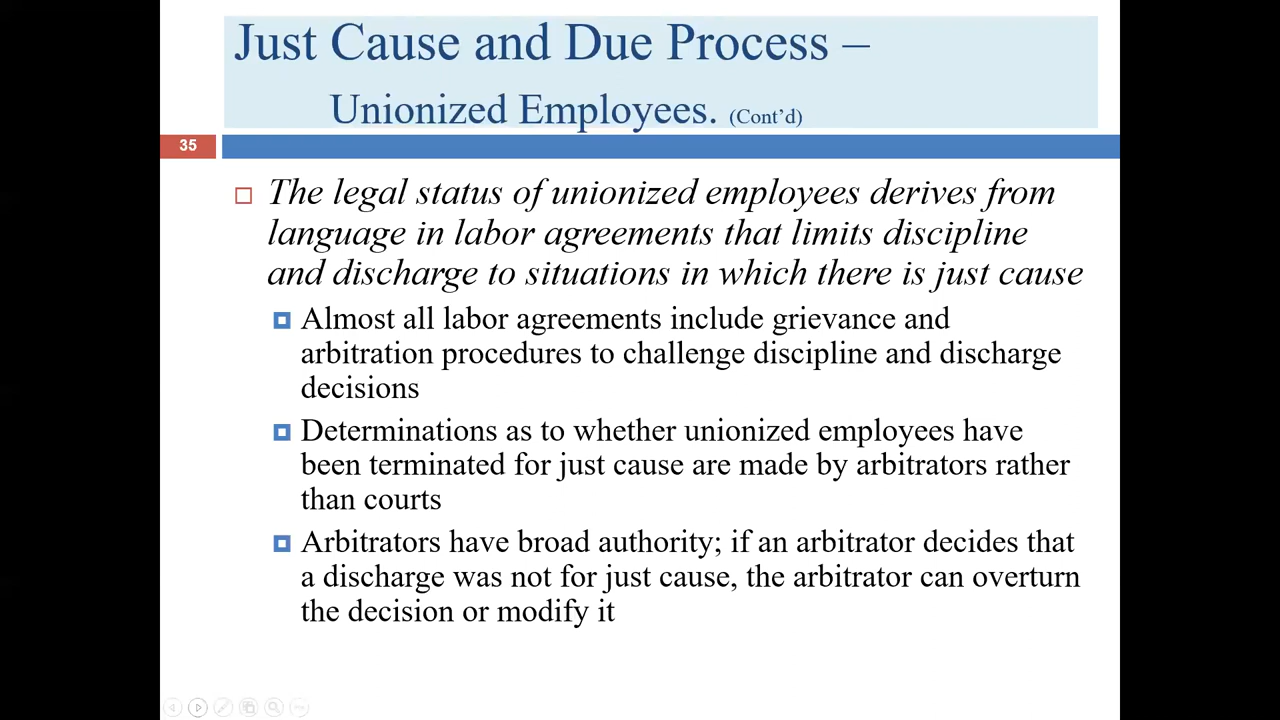 Just Cause and Due Process –
Unionized Employees. (Cont’d)
35
The legal status of unionized employees derives from
language in labor agreements that limits discipline
and discharge to situations in which there is just cause
Almost all labor agreements include grievance and
arbitration procedures to challenge discipline and discharge
decisions
Determinations as to whether unionized employees have
been terminated for just cause are made by arbitrators rather
than courts
Arbitrators have broad authority; if an arbitrator decides that
a discharge was not for just cause, the arbitrator can overturn
the decision or modify it